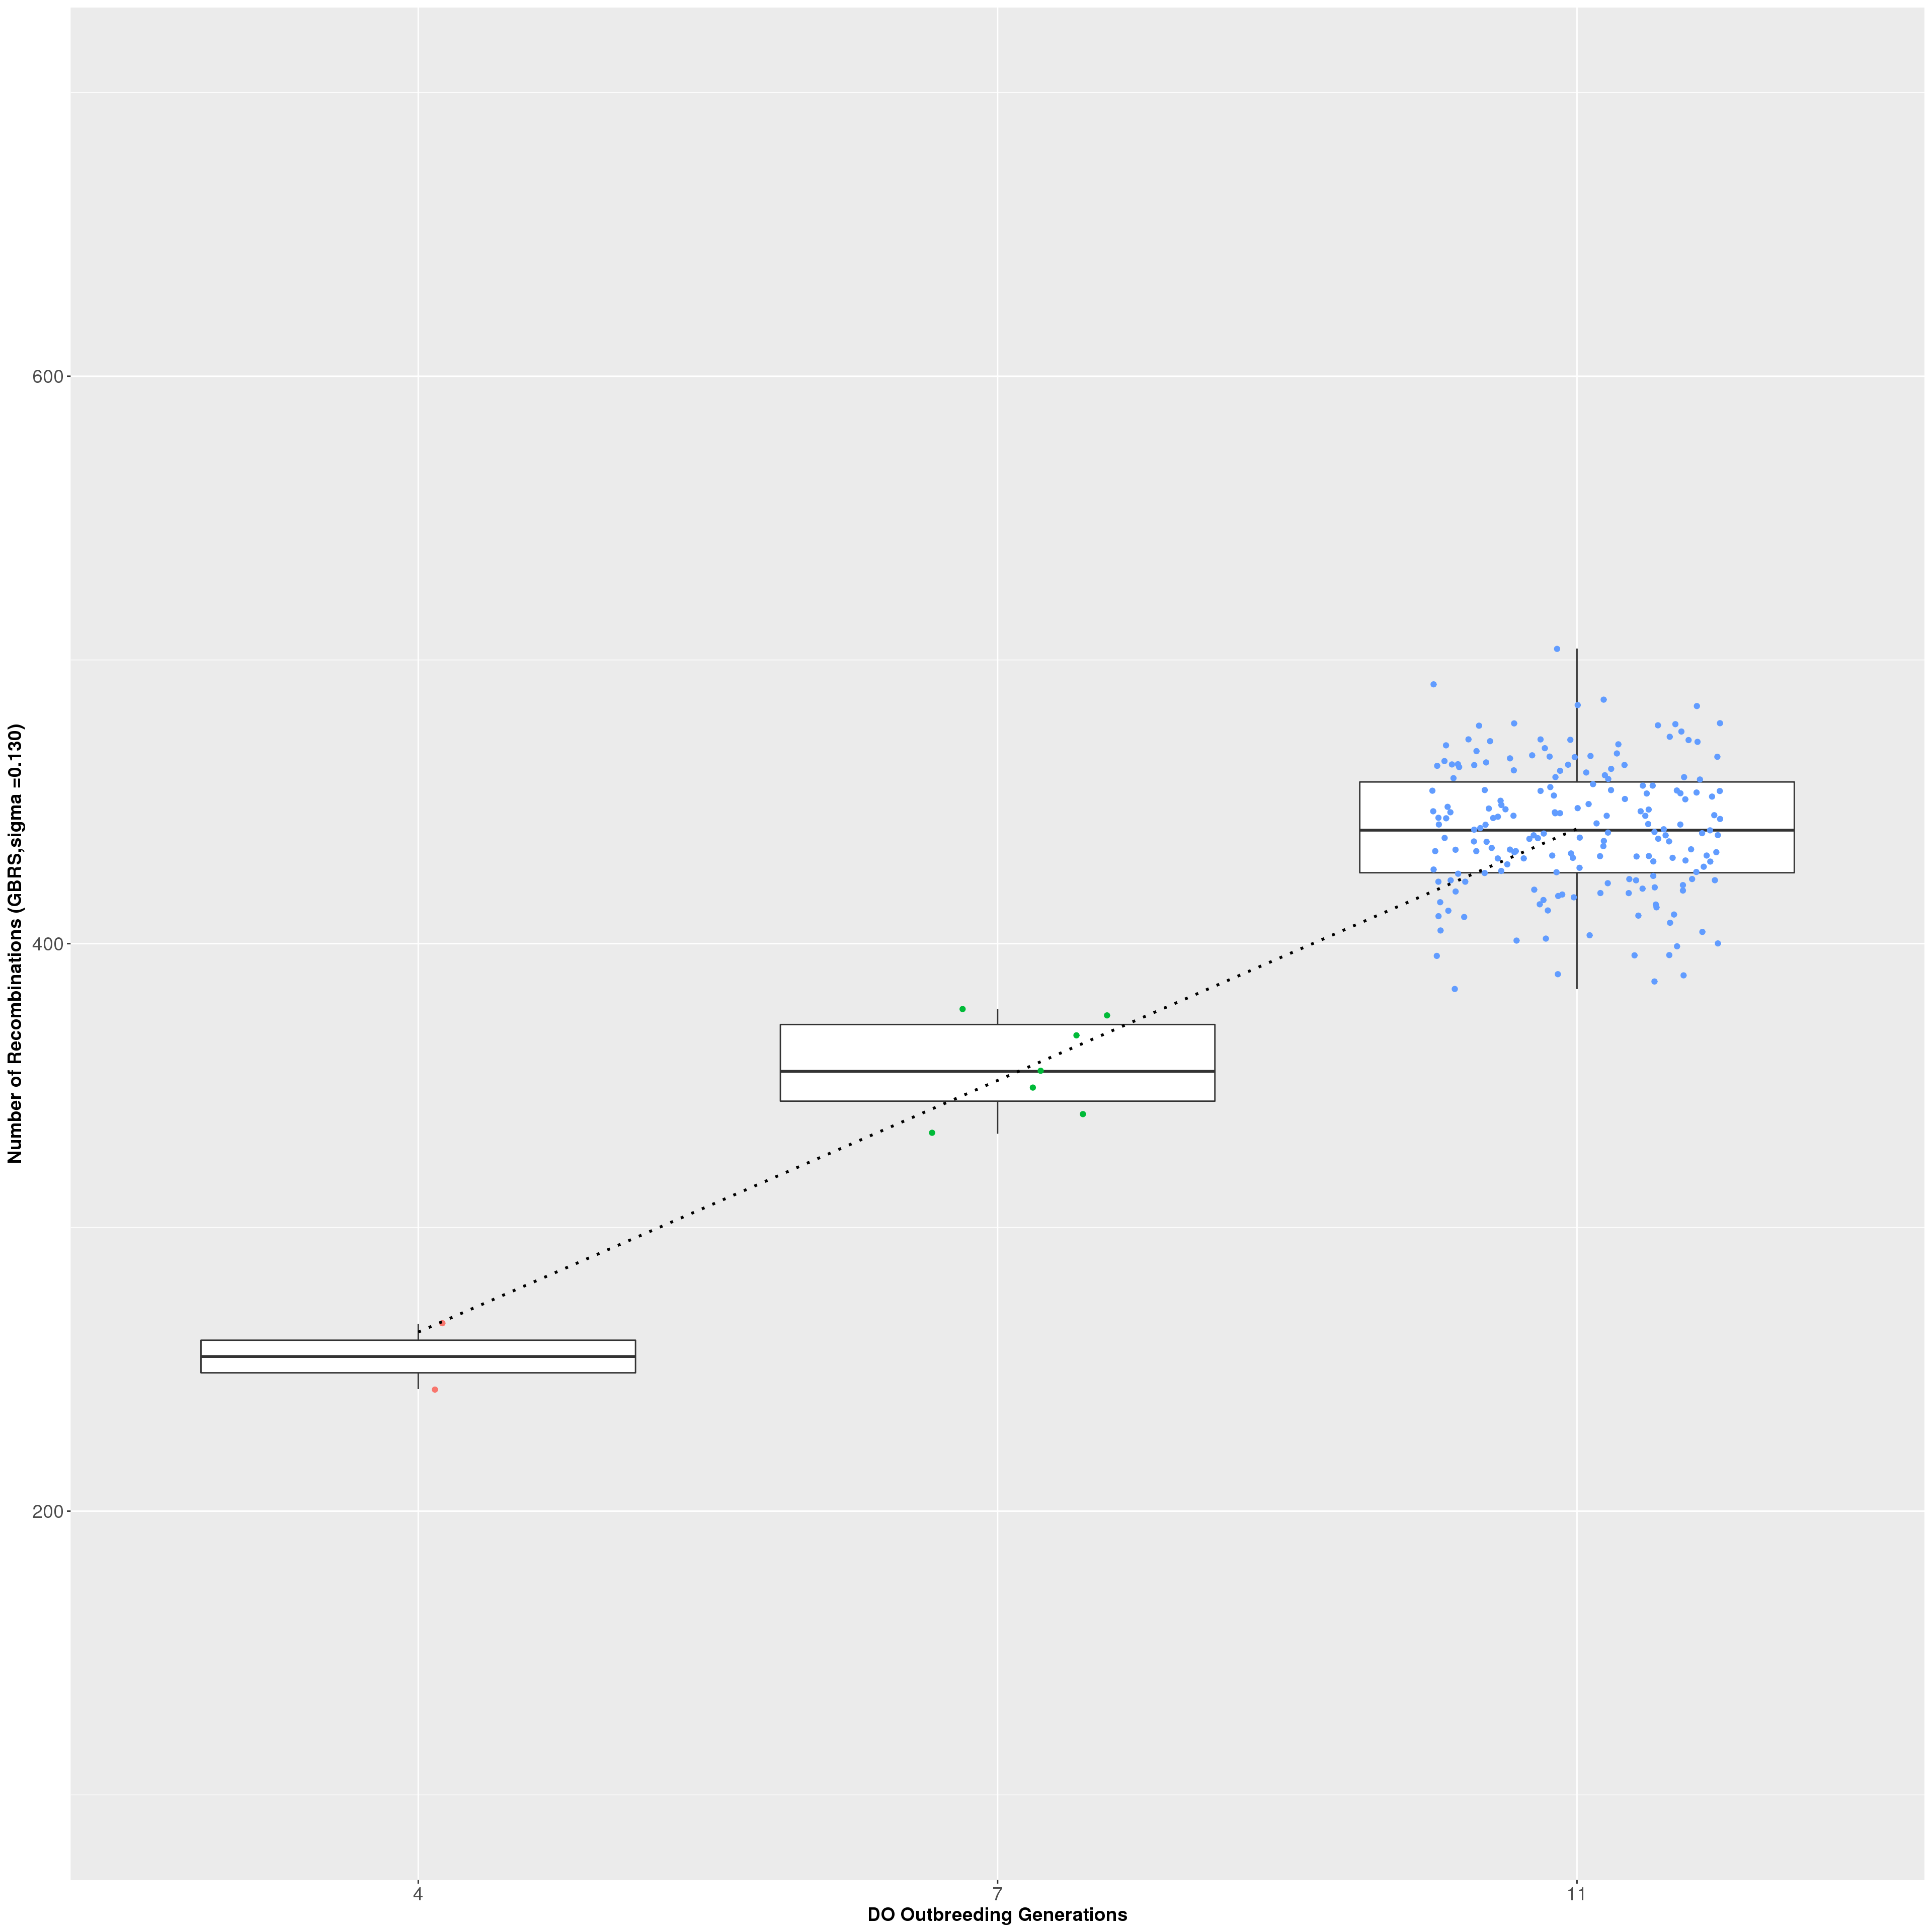 Number of Recombinations (GBRS,sigma =0.130)
600
400
200
4 7 11
DO Outbreeding Generations